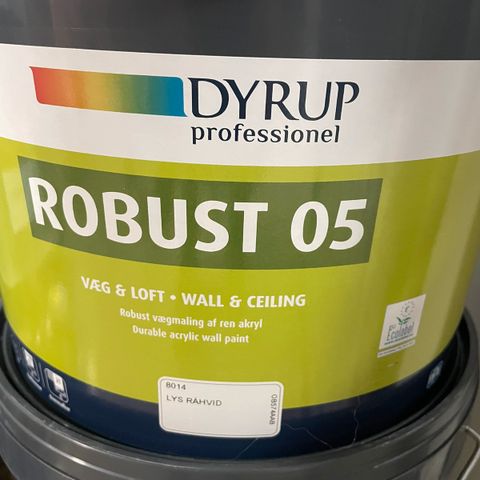 DYRUP
professionel
ROBUST 05
VÆG & LOFT • WALL & CEILING
Robust vægmaling af ren akryl
Durable acrylic wall paint
Ecolabel
8014
LYS RÅHVID